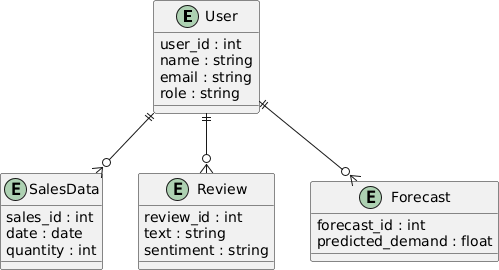 E User
user_id : int
name : string
email : string
role : string
E SalesData
sales_id : int
date : date
quantity : int
E Review
review_id : int
text : string
sentiment : string
E Forecast
forecast_id : int
predicted_demand : float